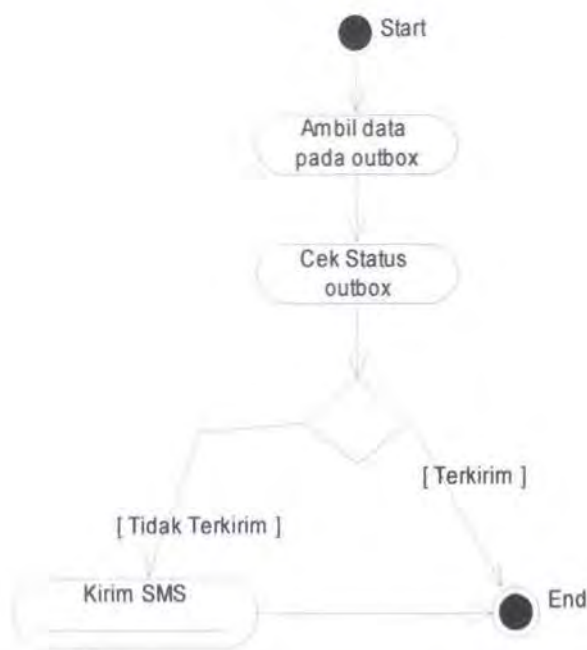 Start
Ambil data
pada outbox
Cek Status
outbox
[ Terkirim ]
[ Tidak Terkirim ]
Kirim SMS
End